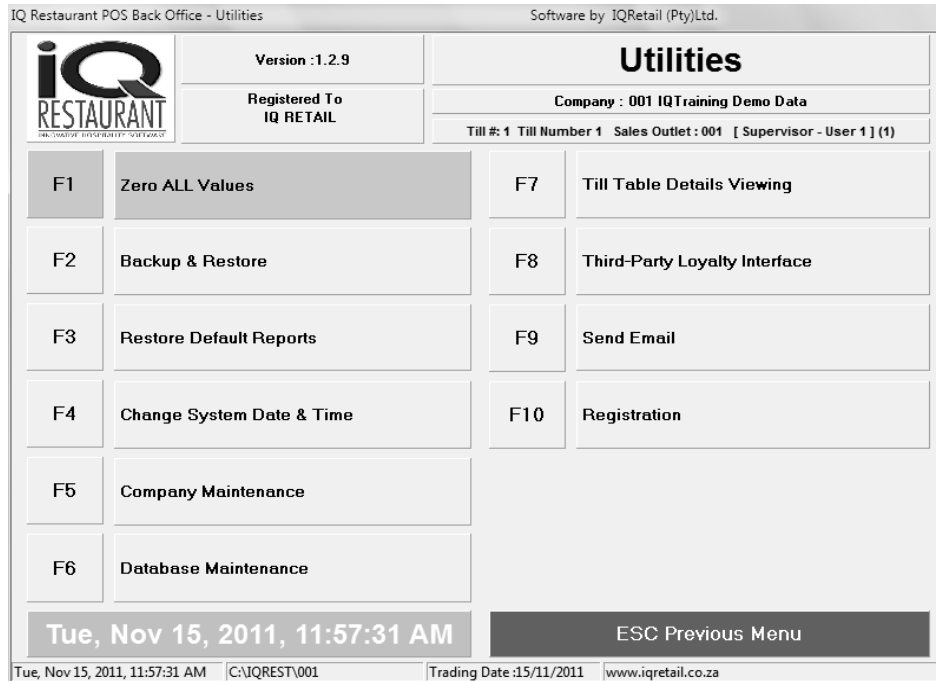 IQ Restaurant POS Back Office - Utilities
Software by IQRetail (Pty)Ltd.
iQ
RESTAURANT
INNOVATIVE HOSPITALITY SOFTWARE
Version :1.2.9
Registered To
IQ RETAIL
Utilities
Company : 001 IQTraining Demo Data
Till #: 1 Till Number 1 Sales Outlet : 001 [ Supervisor - User 1 ] (1)
F1 Zero ALL Values
F2 Backup & Restore
F3 Restore Default Reports
F4 Change System Date & Time
F5 Company Maintenance
F6 Database Maintenance
F7 Till Table Details Viewing
F8 Third-Party Loyalty Interface
F9 Send Email
F10 Registration
Tue, Nov 15, 2011, 11:57:31 AM
ESC Previous Menu
Tue, Nov 15, 2011, 11:57:31 AM C:\IQREST\001 Trading Date :15/11/2011 www.iqretail.co.za